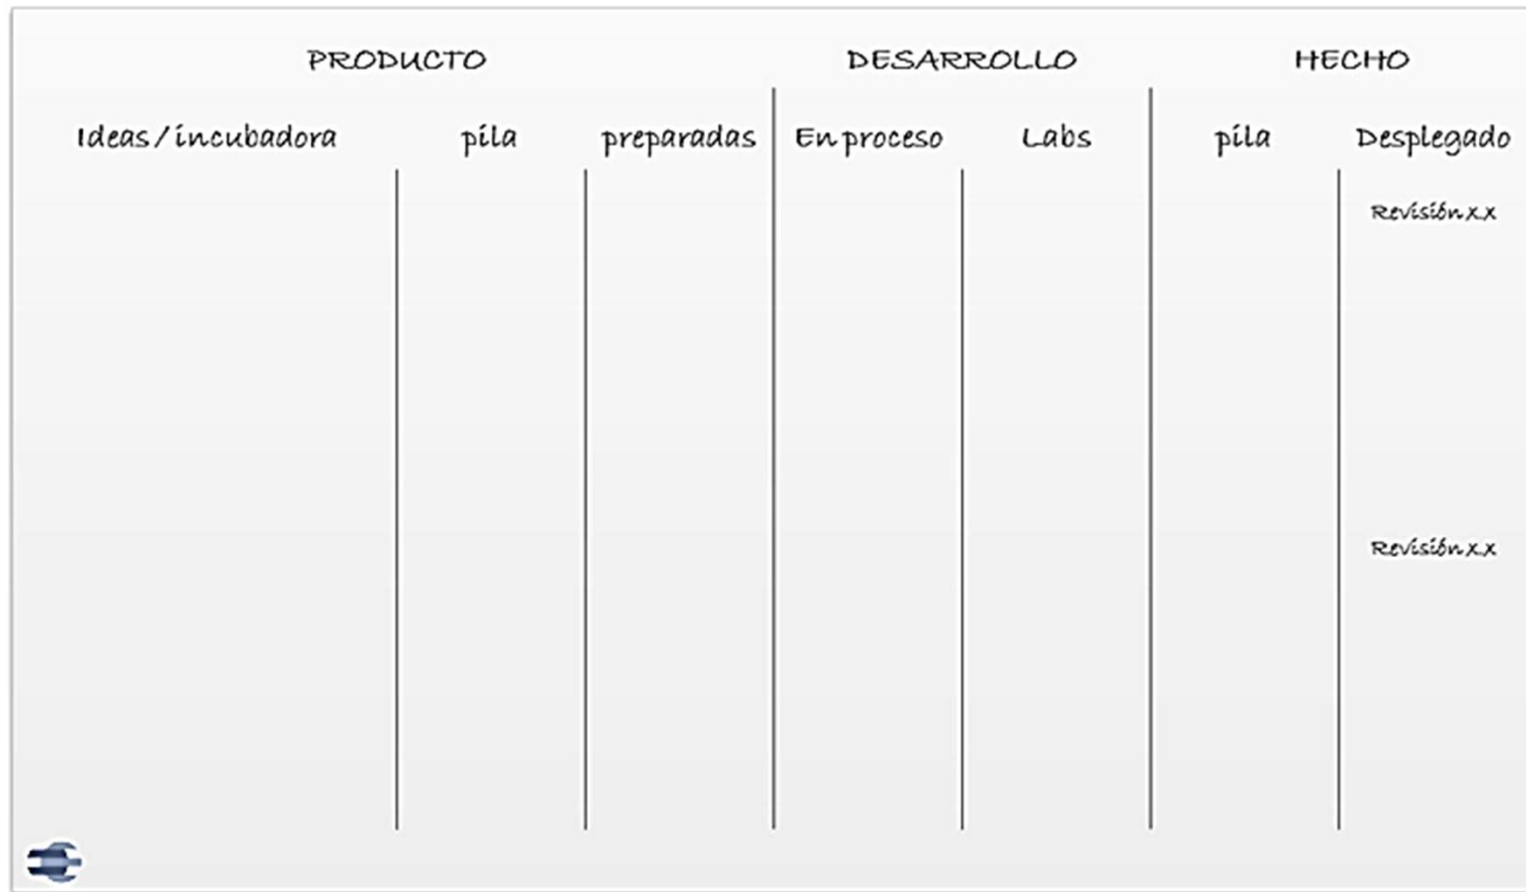 PRODUCTO DESARROLLO HECHO
Ideas / incubadora pila preparadas En proceso Labs pila Desplegado
Revisión x.x
Revisión x.x